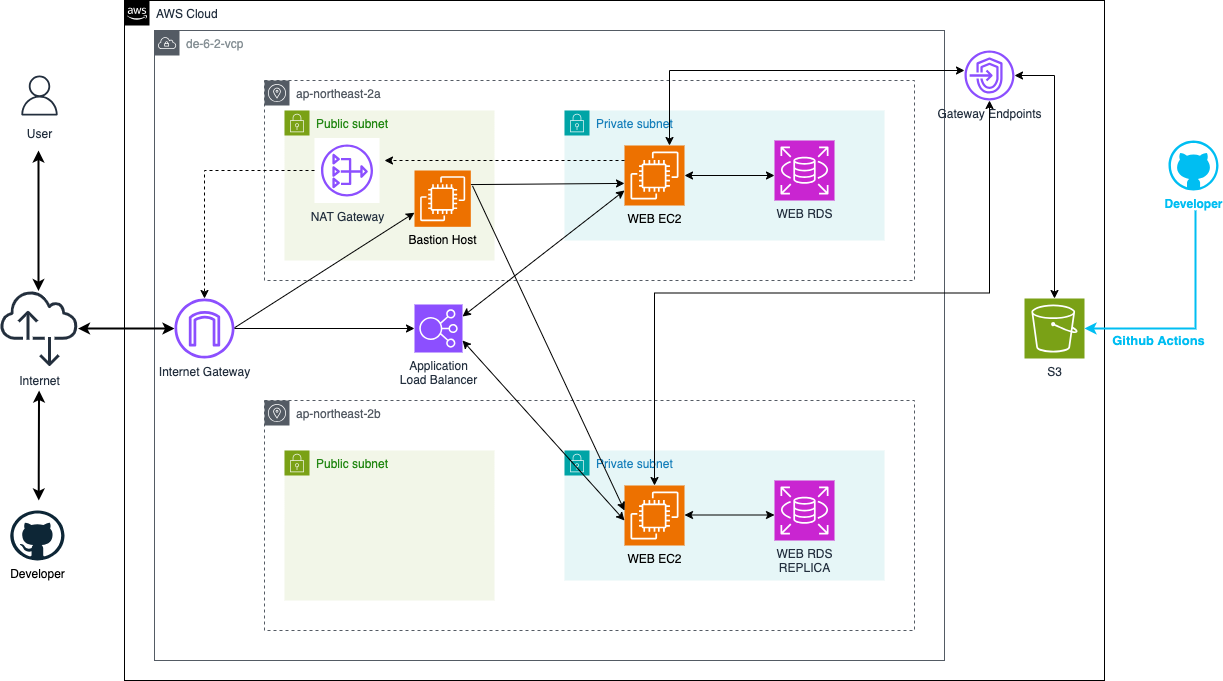 aws
AWS Cloud
de-6-2-vcp
User
ap-northeast-2a
Gateway Endpoints
Public subnet
Private subnet
NAT Gateway
Bastion Host
WEB EC2
WEB RDS
Developer
Internet
Internet Gateway
Application
Load Balancer
S3
Github Actions
ap-northeast-2b
Public subnet
Private subnet
WEB EC2
WEB RDS
REPLICA
Developer